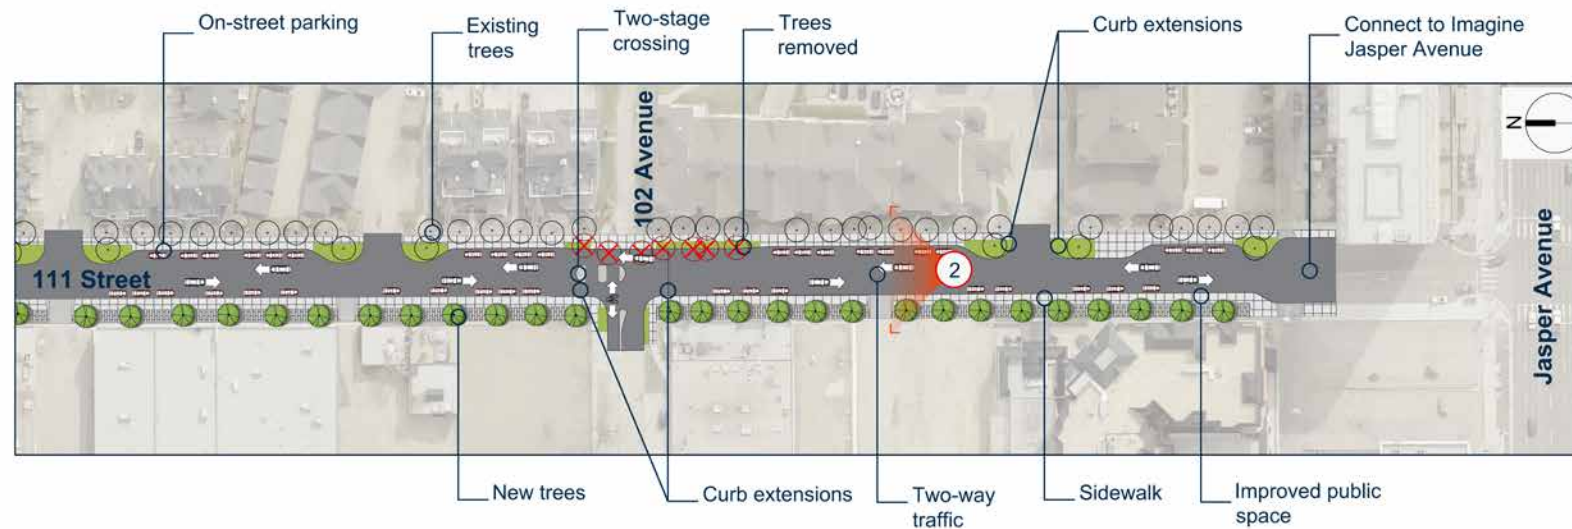 On-street parking
Existing
trees
Two-stage
crossing
Trees
removed
Curb extensions
Connect to Imagine
Jasper Avenue
102 Avenue
N
111 Street
2
Jasper Avenue
New trees
Curb extensions
Two-way
traffic
Sidewalk
Improved public
space